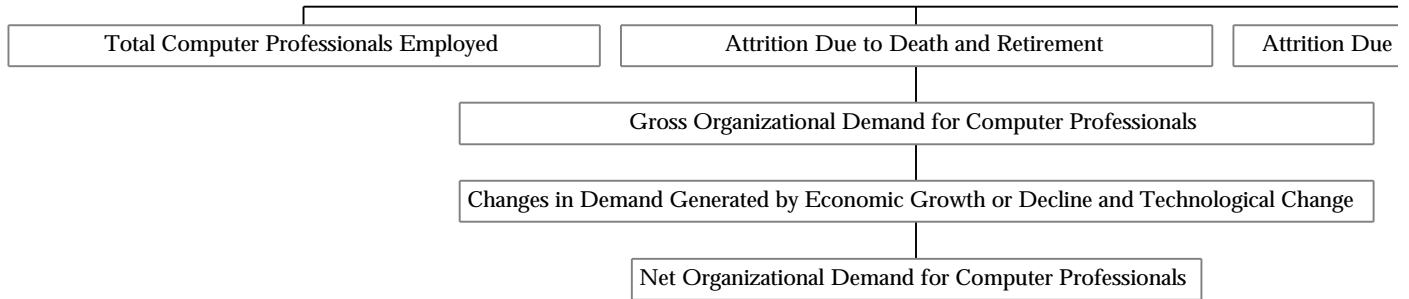 Total Computer Professionals Employed
Attrition Due to Death and Retirement
Attrition Due
Gross Organizational Demand for Computer Professionals
Changes in Demand Generated by Economic Growth or Decline and Technological Change
Net Organizational Demand for Computer Professionals